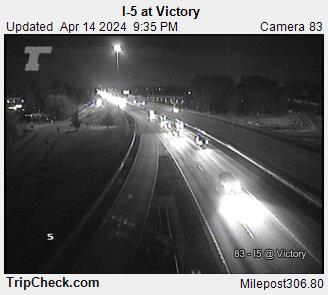 I-5 at Victory
Updated Apr 14 2024 9:35 PM Camera 83
T
S
83 - I5 @ Victory
TripCheck.com Milepost306.80